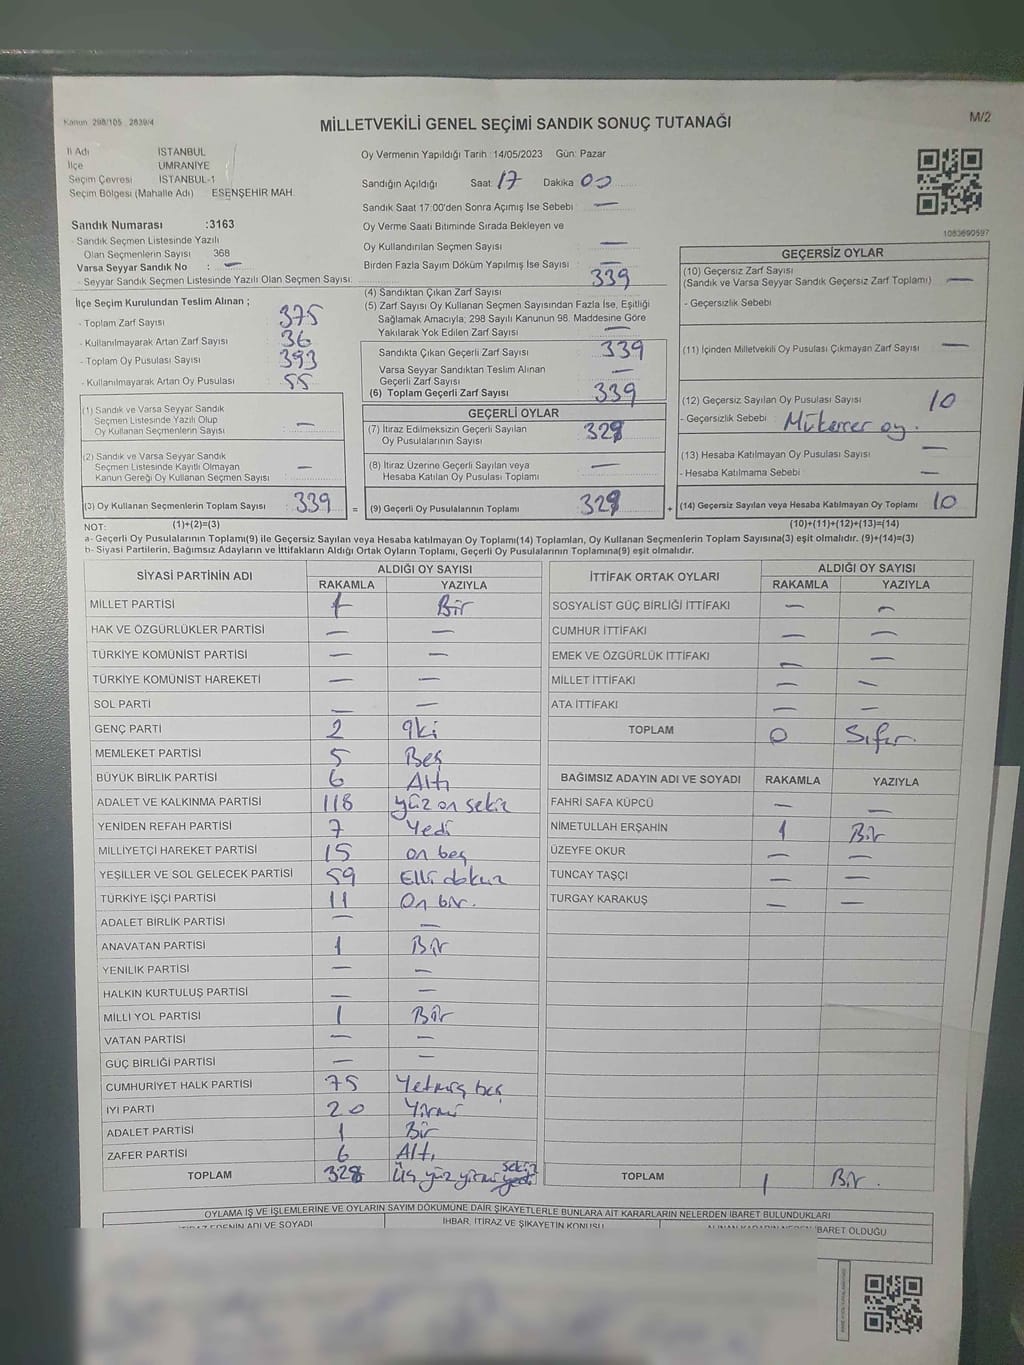 Kanun: 298/105 2839/4
MİLLETVEKİLİ GENEL SEÇİMİ SANDIK SONUÇ TUTANAĞI
M/2
İl Adı İSTANBUL
İlçe ÜMRANİYE
Seçim Çevresi İSTANBUL-1
Seçim Bölgesi (Mahalle Adı) ESENŞEHİR MAH.
Sandık Numarası :3163
- Sandık Seçmen Listesinde Yazılı
Olan Seçmenlerin Sayısı 368
Varsa Seyyar Sandık No : —
- Seyyar Sandık Seçmen Listesinde Yazılı Olan Seçmen Sayısı:
İlçe Seçim Kurulundan Teslim Alınan ;
- Toplam Zarf Sayısı 375
- Kullanılmayarak Artan Zarf Sayısı 36
- Toplam Oy Pusulası Sayısı 393
- Kullanılmayarak Artan Oy Pusulası 55
(1) Sandık ve Varsa Seyyar Sandık
Seçmen Listesinde Yazılı Olup
Oy Kullanan Seçmenlerin Sayısı : —
(2) Sandık ve Varsa Seyyar Sandık
Seçmen Listesinde Kayıtlı Olmayan
Kanun Gereği Oy Kullanan Seçmen Sayısı : —
(3) Oy Kullanan Seçmenlerin Toplam Sayısı : 339
Oy Vermenin Yapıldığı Tarih :14/05/2023 Gün: Pazar
Sandığın Açıldığı Saat: 17 Dakika 00
Sandık Saat 17:00'den Sonra Açımış İse Sebebi : —
Oy Verme Saati Bitiminde Sırada Bekleyen ve
Oy Kullandırılan Seçmen Sayısı : —
Birden Fazla Sayım Döküm Yapılmış İse Sayısı : —
(4) Sandıktan Çıkan Zarf Sayısı 339
(5) Zarf Sayısı Oy Kullanan Seçmen Sayısından Fazla İse, Eşitliği
Sağlamak Amacıyla; 298 Sayılı Kanunun 98. Maddesine Göre
Yakılarak Yok Edilen Zarf Sayısı —
Sandıkta Çıkan Geçerli Zarf Sayısı : 339
Varsa Seyyar Sandıktan Teslim Alınan
Geçerli Zarf Sayısı : —
(6) Toplam Geçerli Zarf Sayısı : 339
GEÇERLİ OYLAR
(7) İtiraz Edilmeksizin Geçerli Sayılan
Oy Pusulalarının Sayısı : 329
(8) İtiraz Üzerine Geçerli Sayılan veya
Hesaba Katılan Oy Pusulası Toplamı : —
= (9) Geçerli Oy Pusulalarının Toplamı : 329
GEÇERSİZ OYLAR
(10) Geçersiz Zarf Sayısı
(Sandık ve Varsa Seyyar Sandık Geçersiz Zarf Toplamı) : —
- Geçersizlik Sebebi
(11) İçinden Milletvekili Oy Pusulası Çıkmayan Zarf Sayısı : —
(12) Geçersiz Sayılan Oy Pusulası Sayısı : 10
- Geçersizlik Sebebi : Mükerrer oy.
(13) Hesaba Katılmayan Oy Pusulası Sayısı : —
- Hesaba Katılmama Sebebi : —
+ (14) Geçersiz Sayılan veya Hesaba Katılmayan Oy Toplamı : 10
1083690597
NOT: (1)+(2)=(3) (10)+(11)+(12)+(13)=(14)
a- Geçerli Oy Pusulaları Toplamı(9) ile Geçersiz Sayılan veya Hesaba katılmayan Oy Toplamı(14) Toplamları, Oy Kullanan Seçmenlerin Toplam Sayısına(3) eşit olmalıdır. (9)+(14)=(3)
b- Siyasi Partilerin, Bağımsız Adayların ve İttifakların Aldığı Ortak Oyların Toplamı, Geçerli Oy Pusulalarının Toplamına(9) eşit olmalıdır.
SİYASİ PARTİNİN ADI ALDIĞI OY SAYISI
RAKAMLA YAZIYLA
MİLLET PARTİSİ 1 Bir
HAK VE ÖZGÜRLÜKLER PARTİSİ — —
TÜRKİYE KOMÜNİST PARTİSİ — —
TÜRKİYE KOMÜNİST HAREKETİ — —
SOL PARTİ — —
GENÇ PARTİ 2 iki
MEMLEKET PARTİSİ 5 Beş
BÜYÜK BİRLİK PARTİSİ 6 Altı
ADALET VE KALKINMA PARTİSİ 118 yüz on sekiz
YENİDEN REFAH PARTİSİ 7 Yedi
MİLLİYETÇİ HAREKET PARTİSİ 15 on beş
YEŞİLLER VE SOL GELECEK PARTİSİ 59 Elli dokuz
TÜRKİYE İŞÇİ PARTİSİ 11 On bir.
ADALET BİRLİK PARTİSİ — —
ANAVATAN PARTİSİ 1 Bir
YENİLİK PARTİSİ — —
HALKIN KURTULUŞ PARTİSİ — —
MİLLİ YOL PARTİSİ 1 Bir
VATAN PARTİSİ — —
GÜÇ BİRLİĞİ PARTİSİ — —
CUMHURİYET HALK PARTİSİ 75 Yetmiş beş
İYİ PARTİ 20 Yirmi
ADALET PARTİSİ 1 Bir
ZAFER PARTİSİ 6 Altı
TOPLAM 328 Üç yüz yirmi sekiz
İTTİFAK ORTAK OYLARI ALDIĞI OY SAYISI
RAKAMLA YAZIYLA
SOSYALİST GÜÇ BİRLİĞİ İTTİFAKI — —
CUMHUR İTTİFAKI — —
EMEK VE ÖZGÜRLÜK İTTİFAKI — —
MİLLET İTTİFAKI — —
ATA İTTİFAKI — —
TOPLAM 0 Sıfır.
BAĞIMSIZ ADAYIN ADI VE SOYADI RAKAMLA YAZIYLA
FAHRİ SAFA KÜPCÜ — —
NİMETULLAH ERŞAHİN 1 Bir
ÜZEYFE OKUR — —
TUNCAY TAŞÇI — —
TURGAY KARAKUŞ — —
TOPLAM 1 Bir.
OYLAMA İŞ VE İŞLEMLERİNE VE OYLARIN SAYIM DÖKÜMÜNE DAİR ŞİKAYETLERLE BUNLARA AİT KARARLARIN NELERDEN İBARET BULUNDUKLARI
İTİRAZ EDENİN ADI VE SOYADI İHBAR, İTİRAZ VE ŞİKAYETİN KONUSU ALINAN KARARIN NEDEN İBARET OLDUĞU